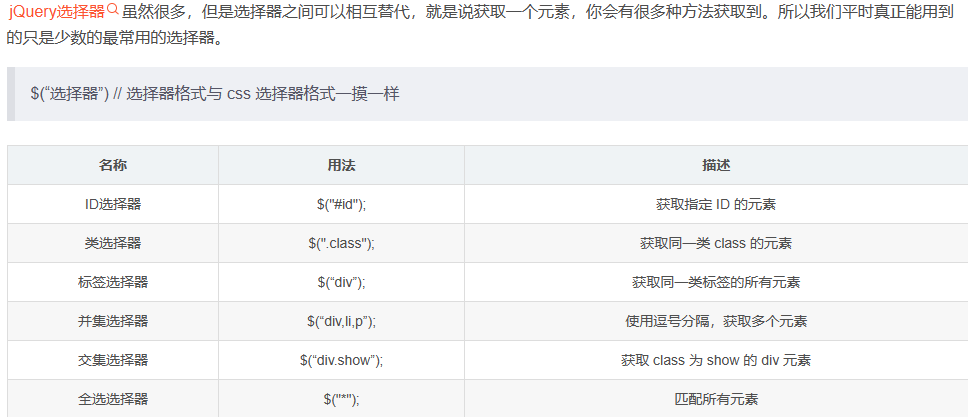 jQuery选择器 虽然很多，但是选择器之间可以相互替代，就是说获取一个元素，你会有很多种方法获取到。所以我们平时真正能用到
的只是少数的最常用的选择器。
$(“选择器”) // 选择器格式与 css 选择器格式一摸一样
名称 用法 描述
ID选择器 $("#id"); 获取指定 ID 的元素
类选择器 $(".class"); 获取同一类 class 的元素
标签选择器 $(“div”); 获取同一类标签的所有元素
并集选择器 $(“div,li,p”); 使用逗号分隔，获取多个元素
交集选择器 $(“div.show”); 获取 class 为 show 的 div 元素
全选选择器 $("*"); 匹配所有元素